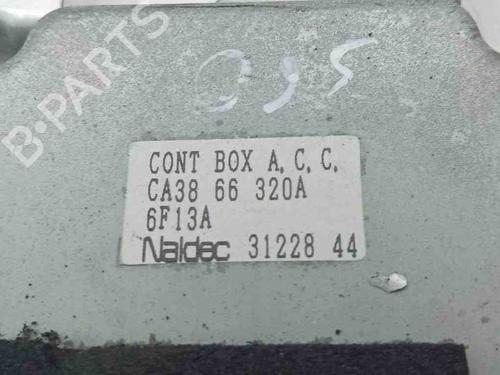 B-PARTS
CONT BOX A, C, C,
CA38 66 320A
6F13A
Naldec 31228 44